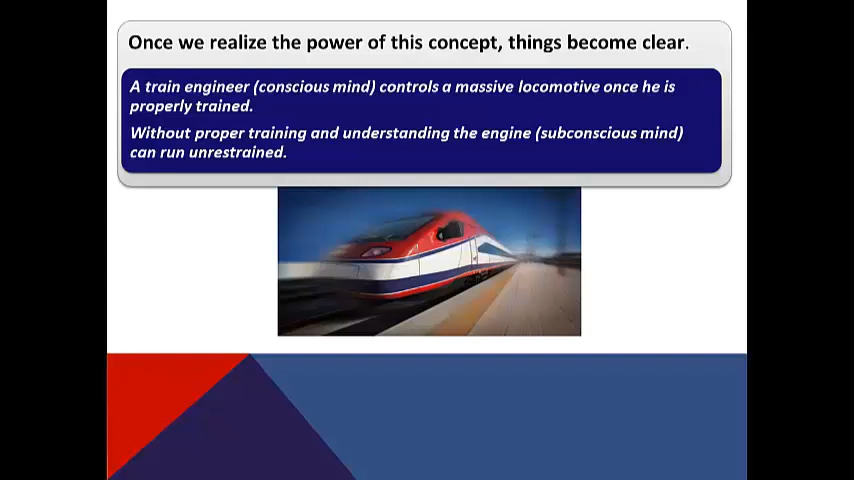 Once we realize the power of this concept, things become clear.
A train engineer (conscious mind) controls a massive locomotive once he is
properly trained.
Without proper training and understanding the engine (subconscious mind)
can run unrestrained.